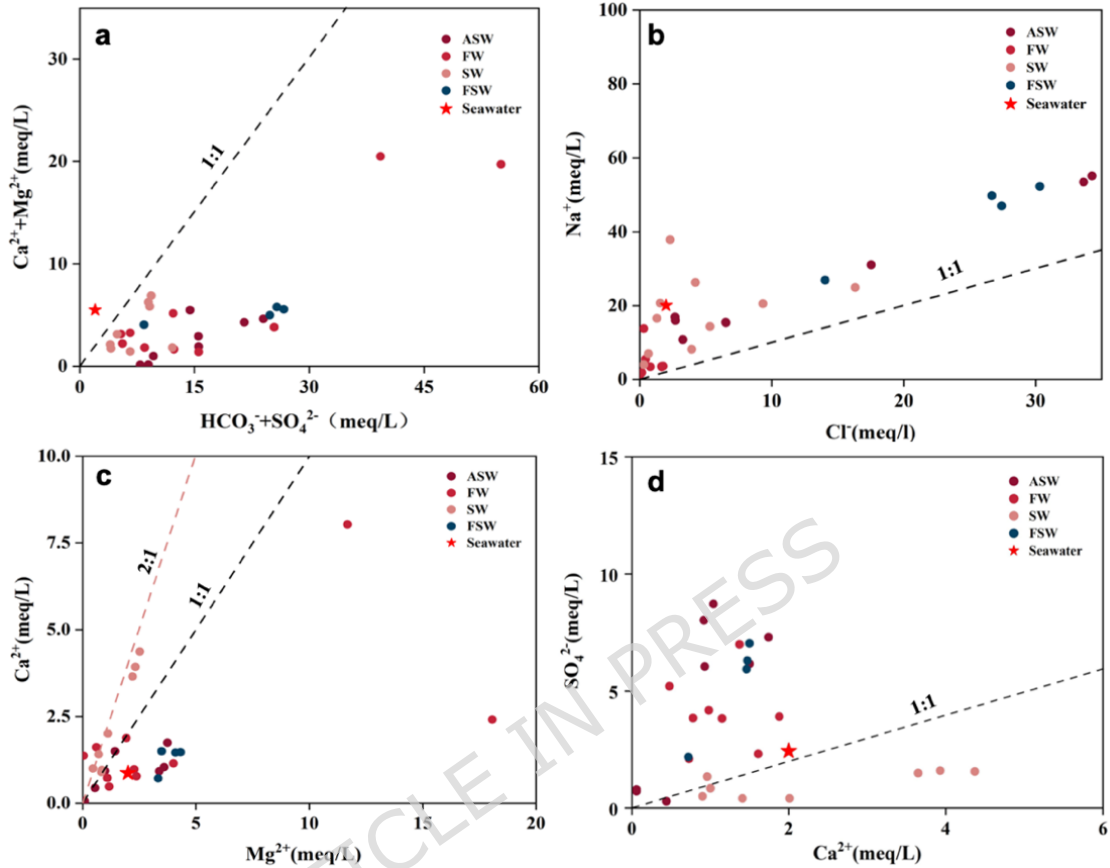 a
Ca²⁺+Mg²⁺(meq/L)
30
20
10
0
0
15
30
45
60
HCO₃⁻+SO₄²⁻（meq/L）
1:1
ASW
FW
SW
FSW
Seawater
b
Na⁺(meq/L)
100
80
60
40
20
0
0
10
20
30
Cl⁻(meq/l)
1:1
ASW
FW
SW
FSW
Seawater
c
Ca²⁺(meq/L)
10.0
7.5
5.0
2.5
0.0
0
5
10
15
20
Mg²⁺(meq/L)
2:1
1:1
ASW
FW
SW
FSW
Seawater
d
SO₄²⁻(meq/L)
15
10
5
0
0
2
4
6
Ca²⁺(meq/L)
1:1
ASW
FW
SW
FSW
Seawater
ICLE IN PRESS